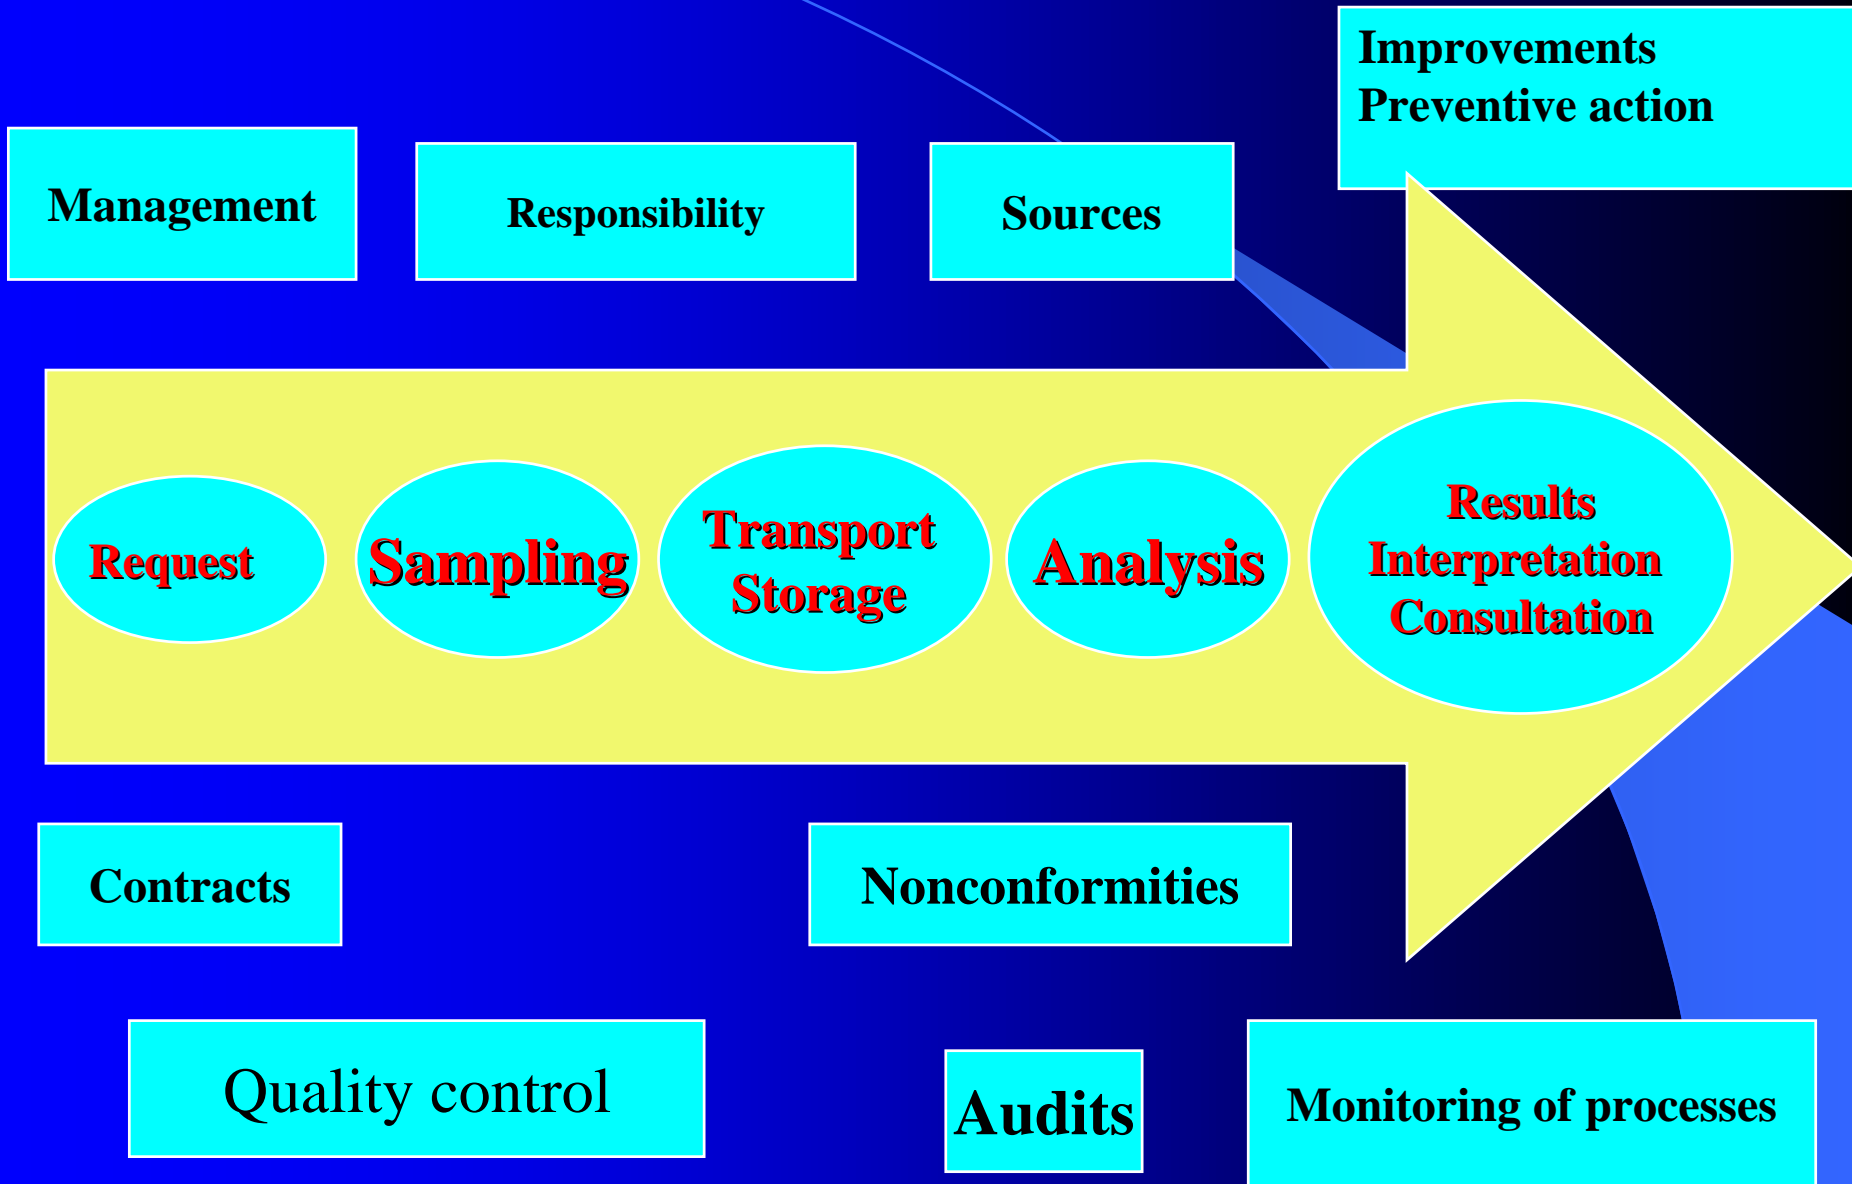 Improvements
Preventive action
Management
Responsibility
Sources
Request
Sampling
Transport
Storage
Analysis
Results
Interpretation
Consultation
Contracts
Nonconformities
Quality control
Audits
Monitoring of processes